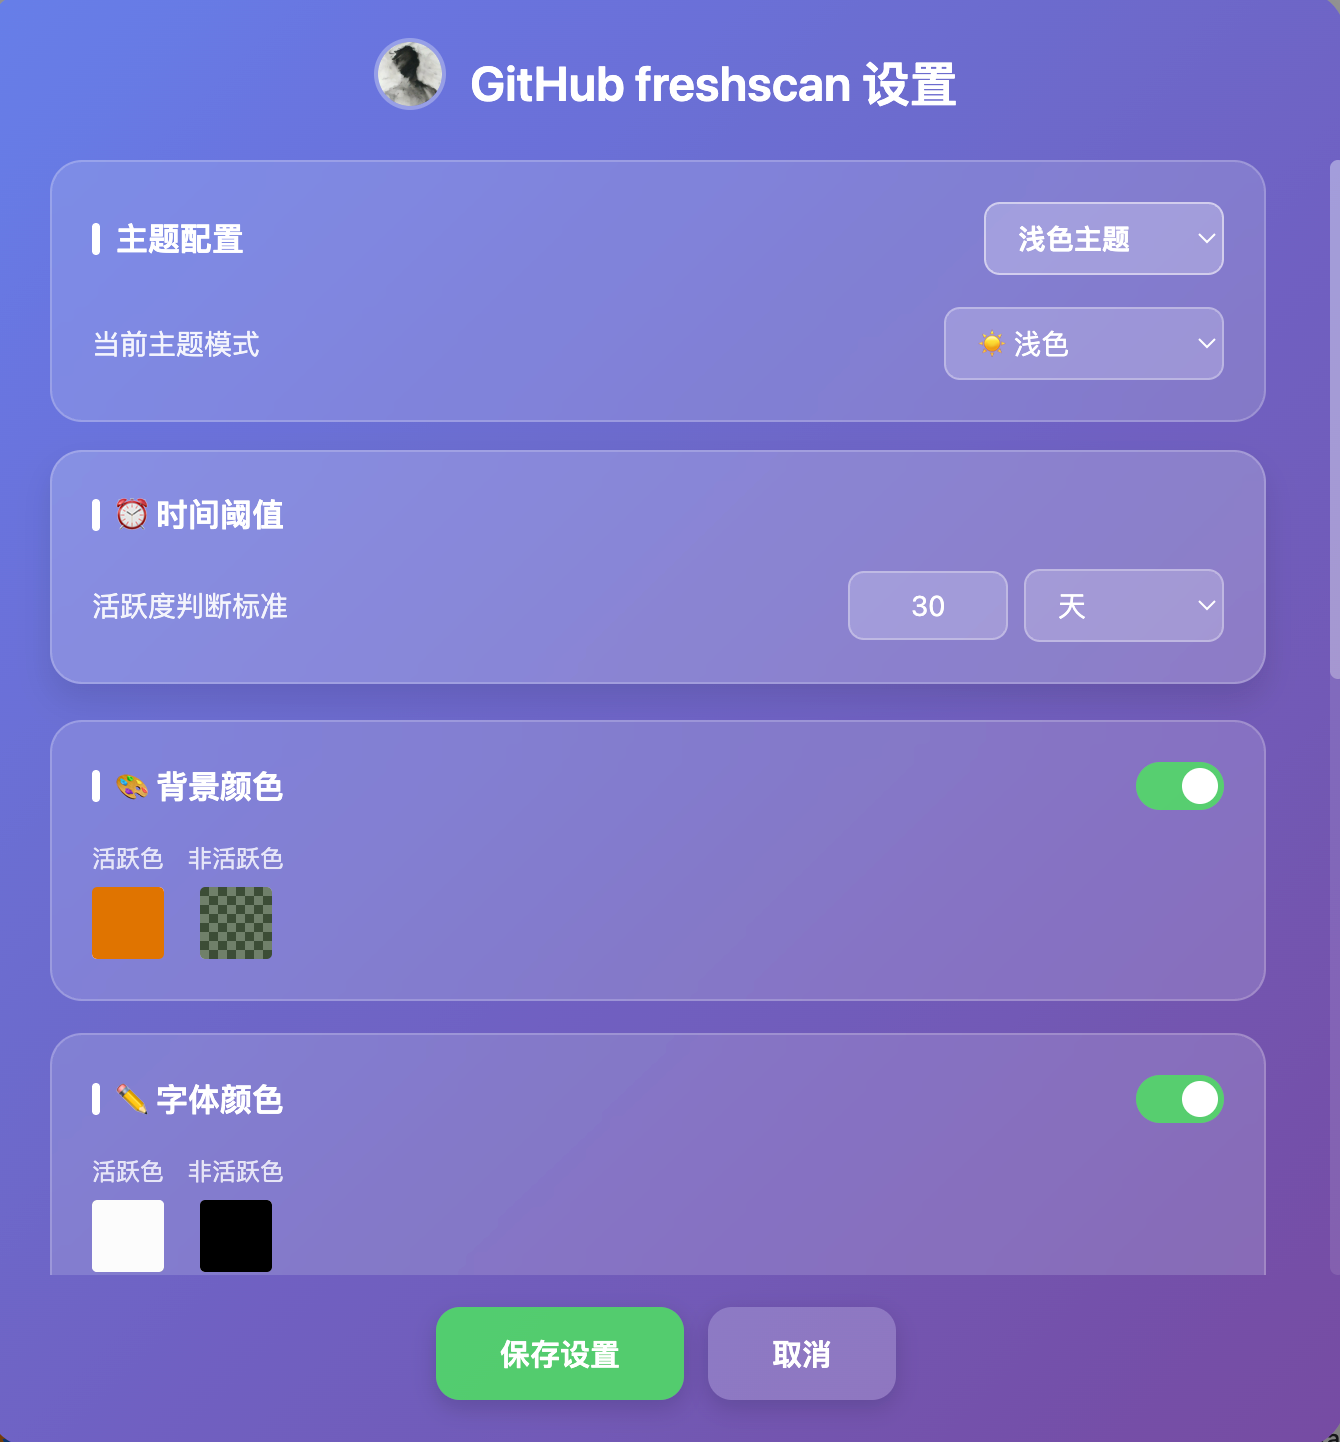 GitHub freshscan 设置
主题配置
浅色主题
当前主题模式
☀️ 浅色
⏰ 时间阈值
活跃度判断标准
30
天
🎨 背景颜色
活跃色 非活跃色
✏️ 字体颜色
活跃色 非活跃色
保存设置
取消